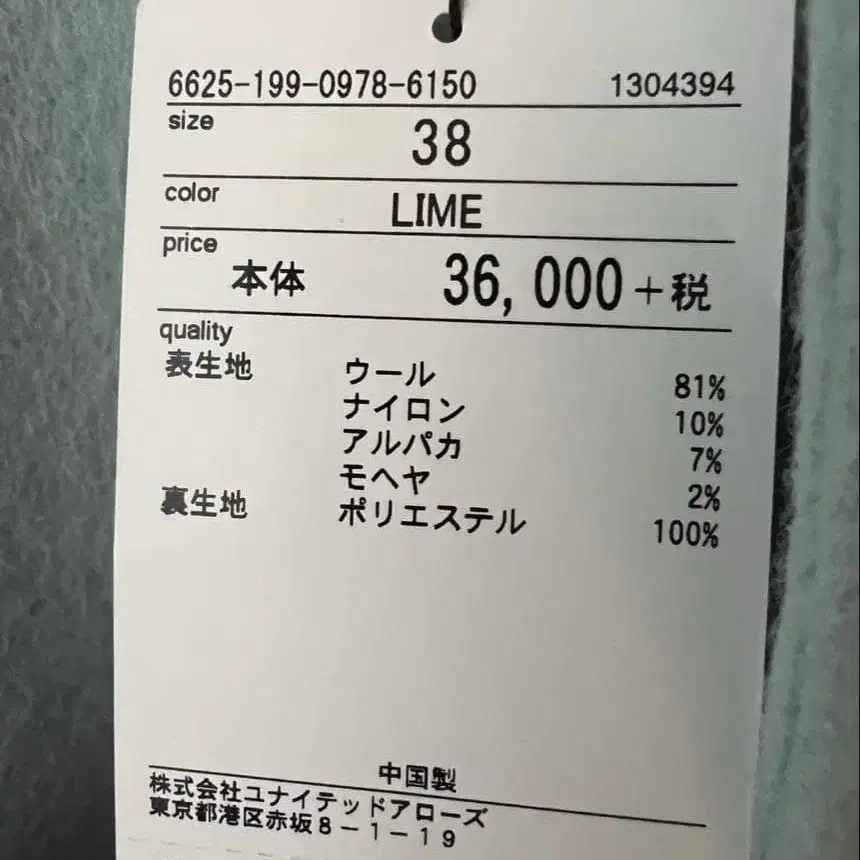 6625-199-0978-6150 1304394
size 38
color LIME
price 本体 36,000+税
quality
表生地 ウール 81%
ナイロン 10%
アルパカ 7%
モヘヤ 2%
裏生地 ポリエステル 100%
中国製
株式会社ユナイテッドアローズ
東京都港区赤坂8-1-19